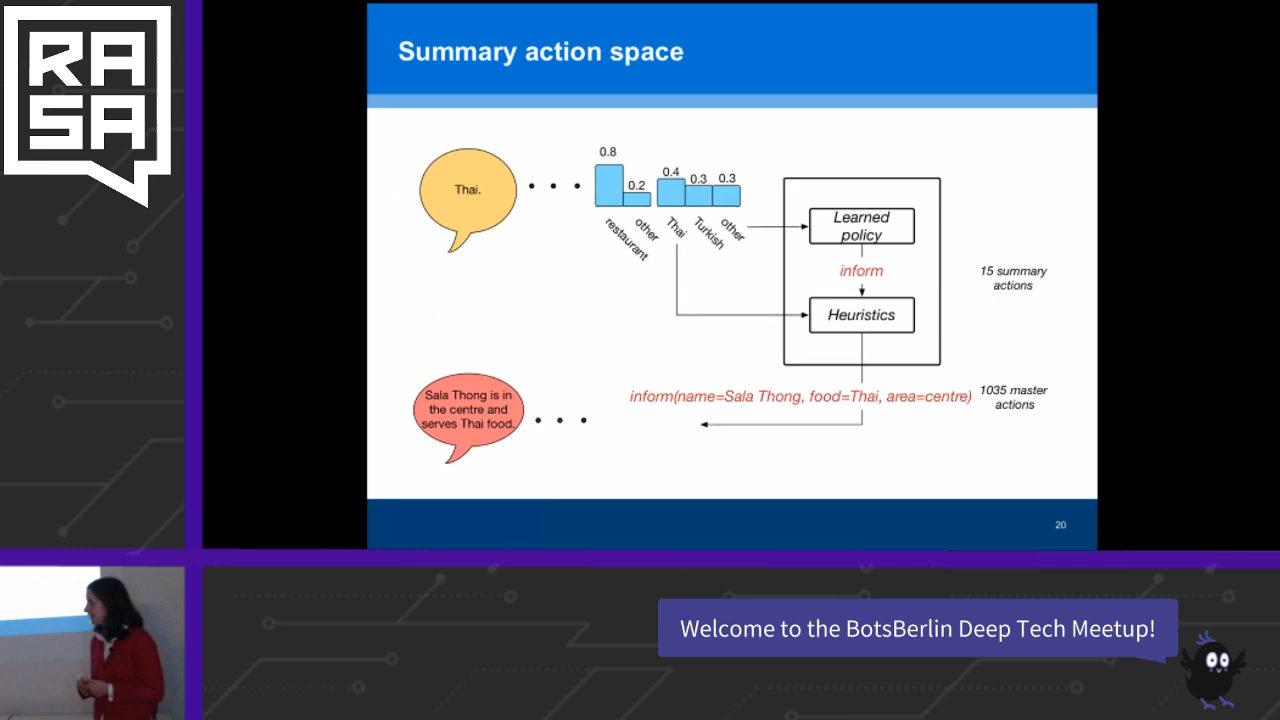 RA
SA
Summary action space
Thai.
0.8
0.2
0.4
0.3
0.3
restaurant
other
Thai
Turkish
other
Learned
policy
inform
15 summary
actions
Heuristics
Sala Thong is in
the centre and
serves Thai food.
inform(name=Sala Thong, food=Thai, area=centre)
1035 master
actions
20
Welcome to the BotsBerlin Deep Tech Meetup!